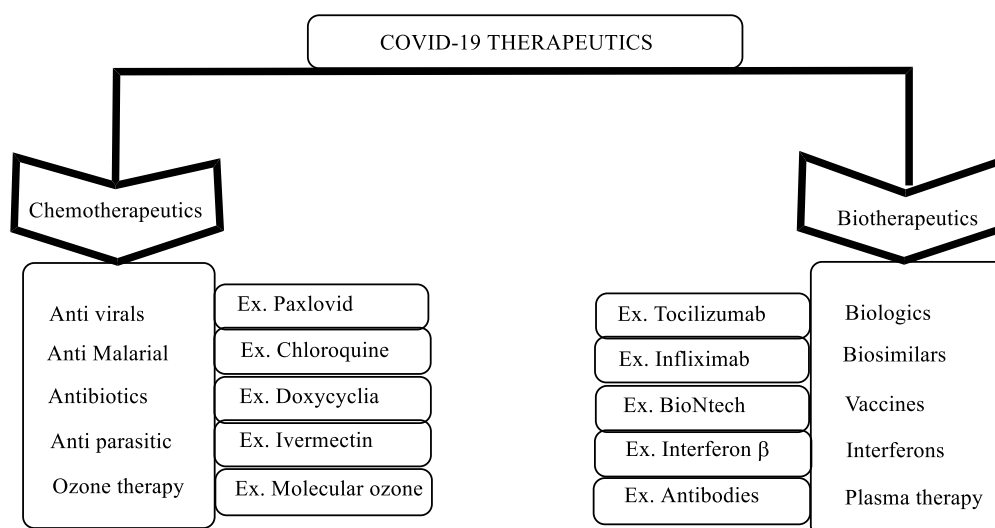 COVID-19 THERAPEUTICS
Chemotherapeutics
Anti virals
Ex. Paxlovid
Anti Malarial
Ex. Chloroquine
Antibiotics
Ex. Doxycyclia
Anti parasitic
Ex. Ivermectin
Ozone therapy
Ex. Molecular ozone
Biotherapeutics
Ex. Tocilizumab
Biologics
Ex. Infliximab
Biosimilars
Ex. BioNtech
Vaccines
Ex. Interferon β
Interferons
Ex. Antibodies
Plasma therapy